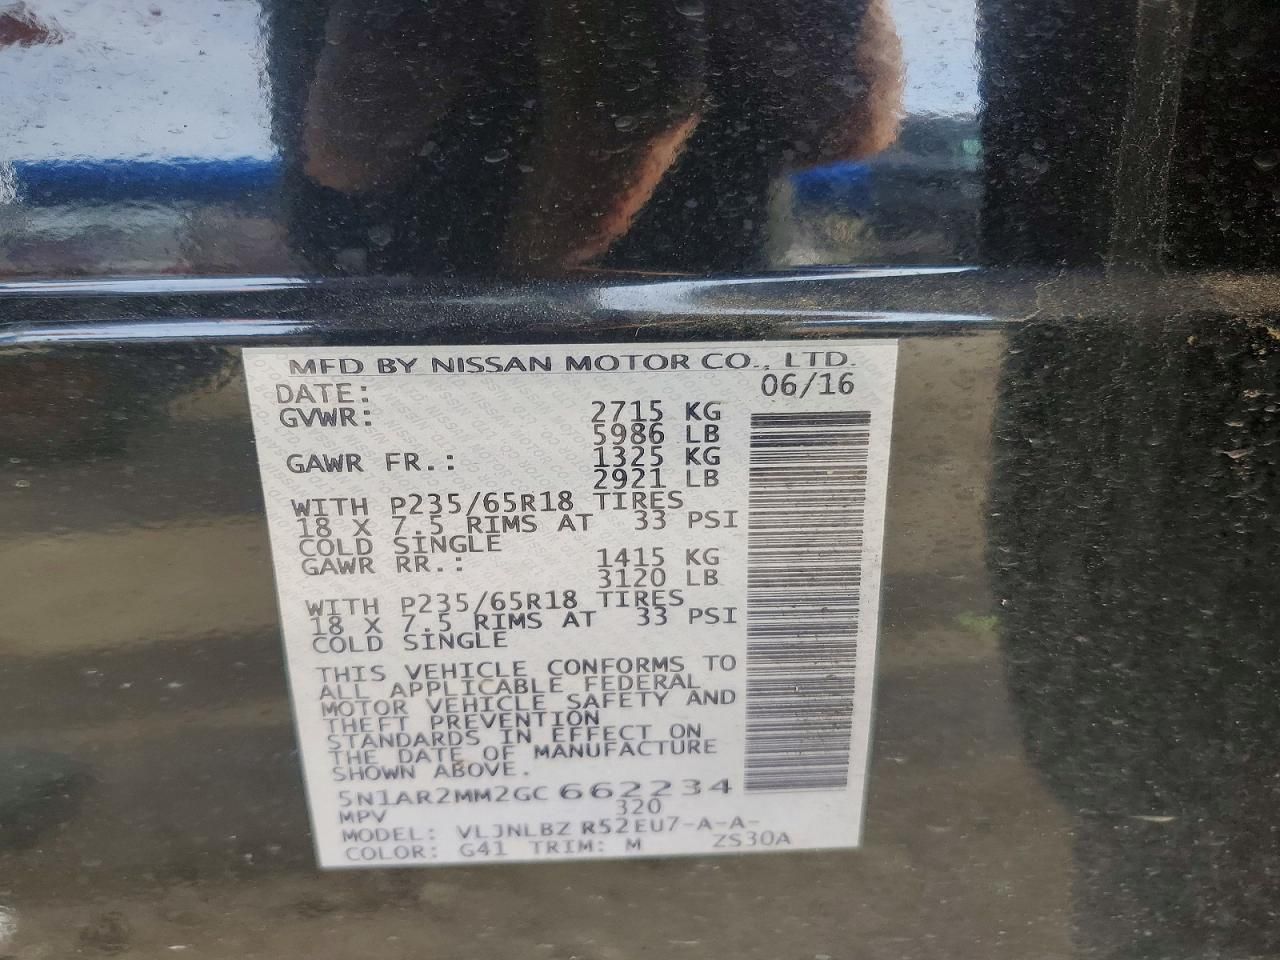 MFD BY NISSAN MOTOR CO., LTD.
DATE: 06/16
GVWR: 2715 KG
5986 LB
GAWR FR.: 1325 KG
2921 LB
WITH P235/65R18 TIRES
18 X 7.5 RIMS AT 33 PSI
COLD SINGLE
GAWR RR.: 1415 KG
3120 LB
WITH P235/65R18 TIRES
18 X 7.5 RIMS AT 33 PSI
COLD SINGLE
THIS VEHICLE CONFORMS TO
ALL APPLICABLE FEDERAL
MOTOR VEHICLE SAFETY AND
THEFT PREVENTION
STANDARDS IN EFFECT ON
THE DATE OF MANUFACTURE
SHOWN ABOVE.
5N1AR2MM2GC 662234
MPV 320
MODEL: VLJNLBZ R52EU7-A-A-
COLOR: G41 TRIM: M ZS30A